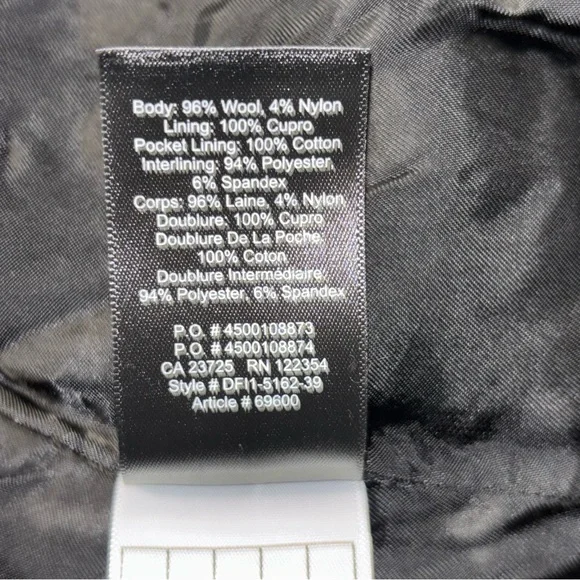 Body: 96% Wool, 4% Nylon
Lining: 100% Cupro
Pocket Lining: 100% Cotton
Interlining: 94% Polyester,
6% Spandex
Corps: 96% Laine, 4% Nylon
Doublure: 100% Cupro
Doublure De La Poche,
100% Coton
Doublure Intermédiaire,
94% Polyester, 6% Spandex
P.O. # 4500108873
P.O. # 4500108874
CA 23725 RN 122354
Style # DFI1-5162-39
Article # 69600